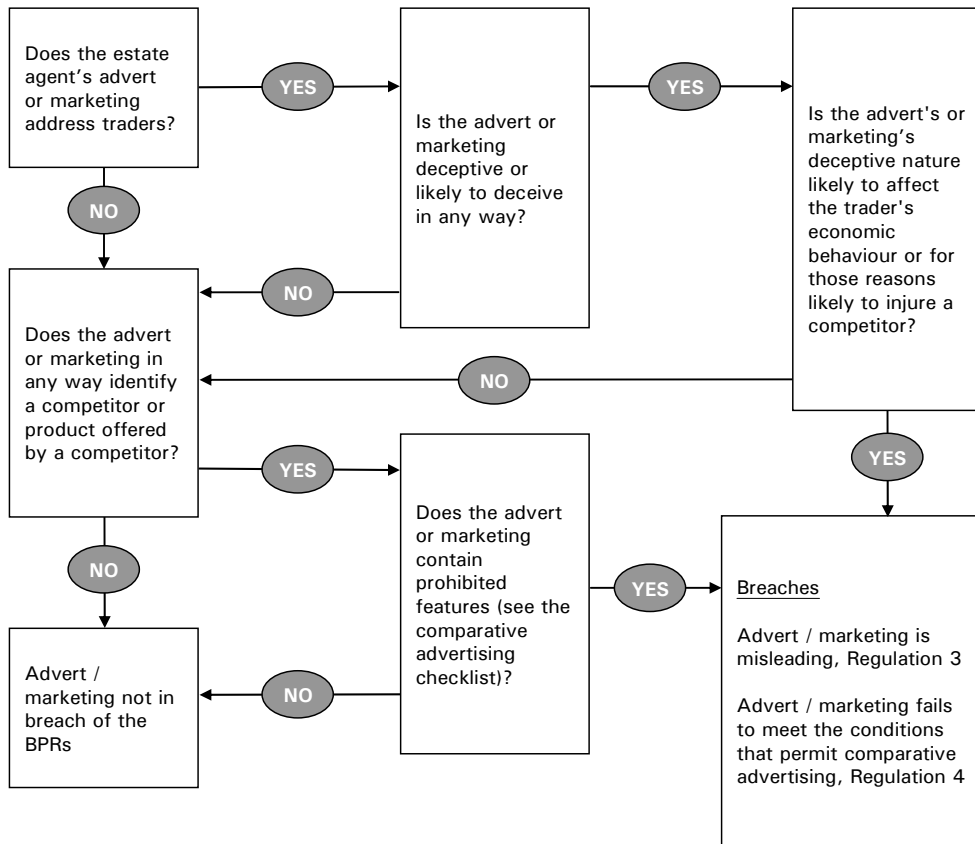 Does the estate
agent's advert
or marketing
address traders?
YES
Is the advert or
marketing
deceptive or
likely to deceive
in any way?
YES
Is the advert's or
marketing's
deceptive nature
likely to affect
the trader's
economic
behaviour or for
those reasons
likely to injure a
competitor?
NO
NO
NO
YES
Does the advert
or marketing in
any way identify
a competitor or
product offered
by a competitor?
YES
Does the advert
or marketing
contain
prohibited
features (see the
comparative
advertising
checklist)?
YES
Breaches
Advert / marketing is
misleading, Regulation 3
Advert / marketing fails
to meet the conditions
that permit comparative
advertising, Regulation 4
NO
NO
Advert /
marketing not in
breach of the
BPRs